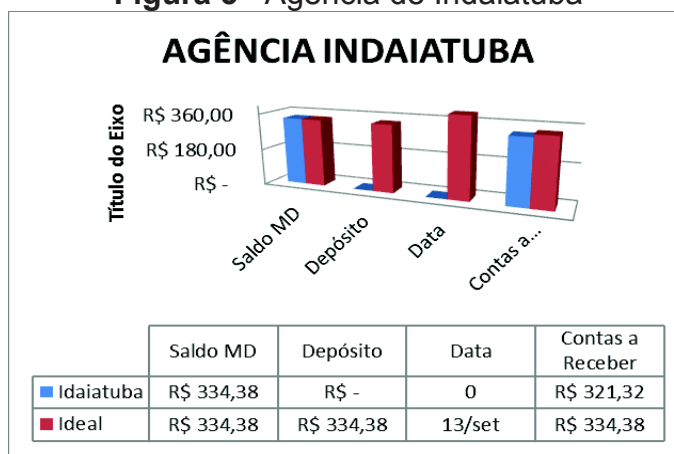 AGÊNCIA INDAIATUBA
Título do Eixo
R$ 360,00
R$ 180,00
R$ -
Saldo MD
Depósito
Data
Contas a...
Saldo MD Depósito Data Contas a
Receber
Idaiatuba R$ 334,38 R$ - 0 R$ 321,32
Ideal R$ 334,38 R$ 334,38 13/set R$ 334,38